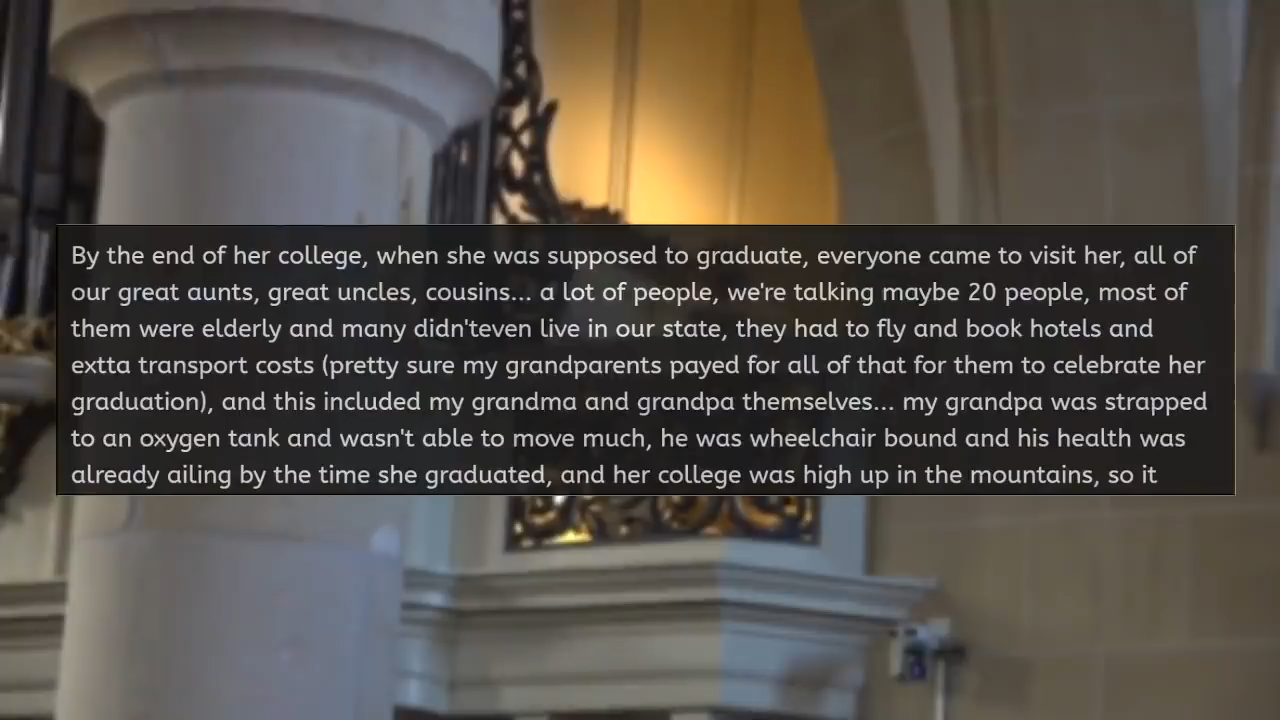 By the end of her college, when she was supposed to graduate, everyone came to visit her, all of
our great aunts, great uncles, cousins... a lot of people, we're talking maybe 20 people, most of
them were elderly and many didn'teven live in our state, they had to fly and book hotels and
extta transport costs (pretty sure my grandparents payed for all of that for them to celebrate her
graduation), and this included my grandma and grandpa themselves... my grandpa was strapped
to an oxygen tank and wasn't able to move much, he was wheelchair bound and his health was
already ailing by the time she graduated, and her college was high up in the mountains, so it